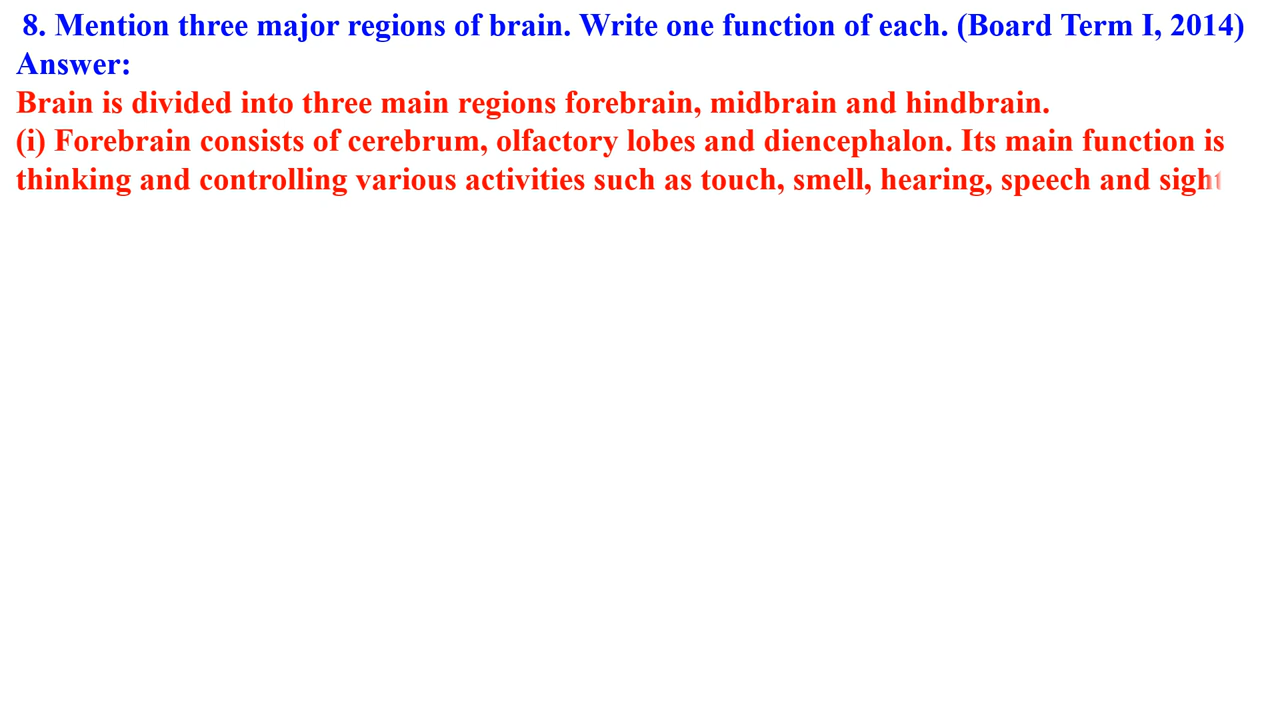 8. Mention three major regions of brain. Write one function of each. (Board Term I, 2014)
Answer:
Brain is divided into three main regions forebrain, midbrain and hindbrain.
(i) Forebrain consists of cerebrum, olfactory lobes and diencephalon. Its main function is
thinking and controlling various activities such as touch, smell, hearing, speech and sight